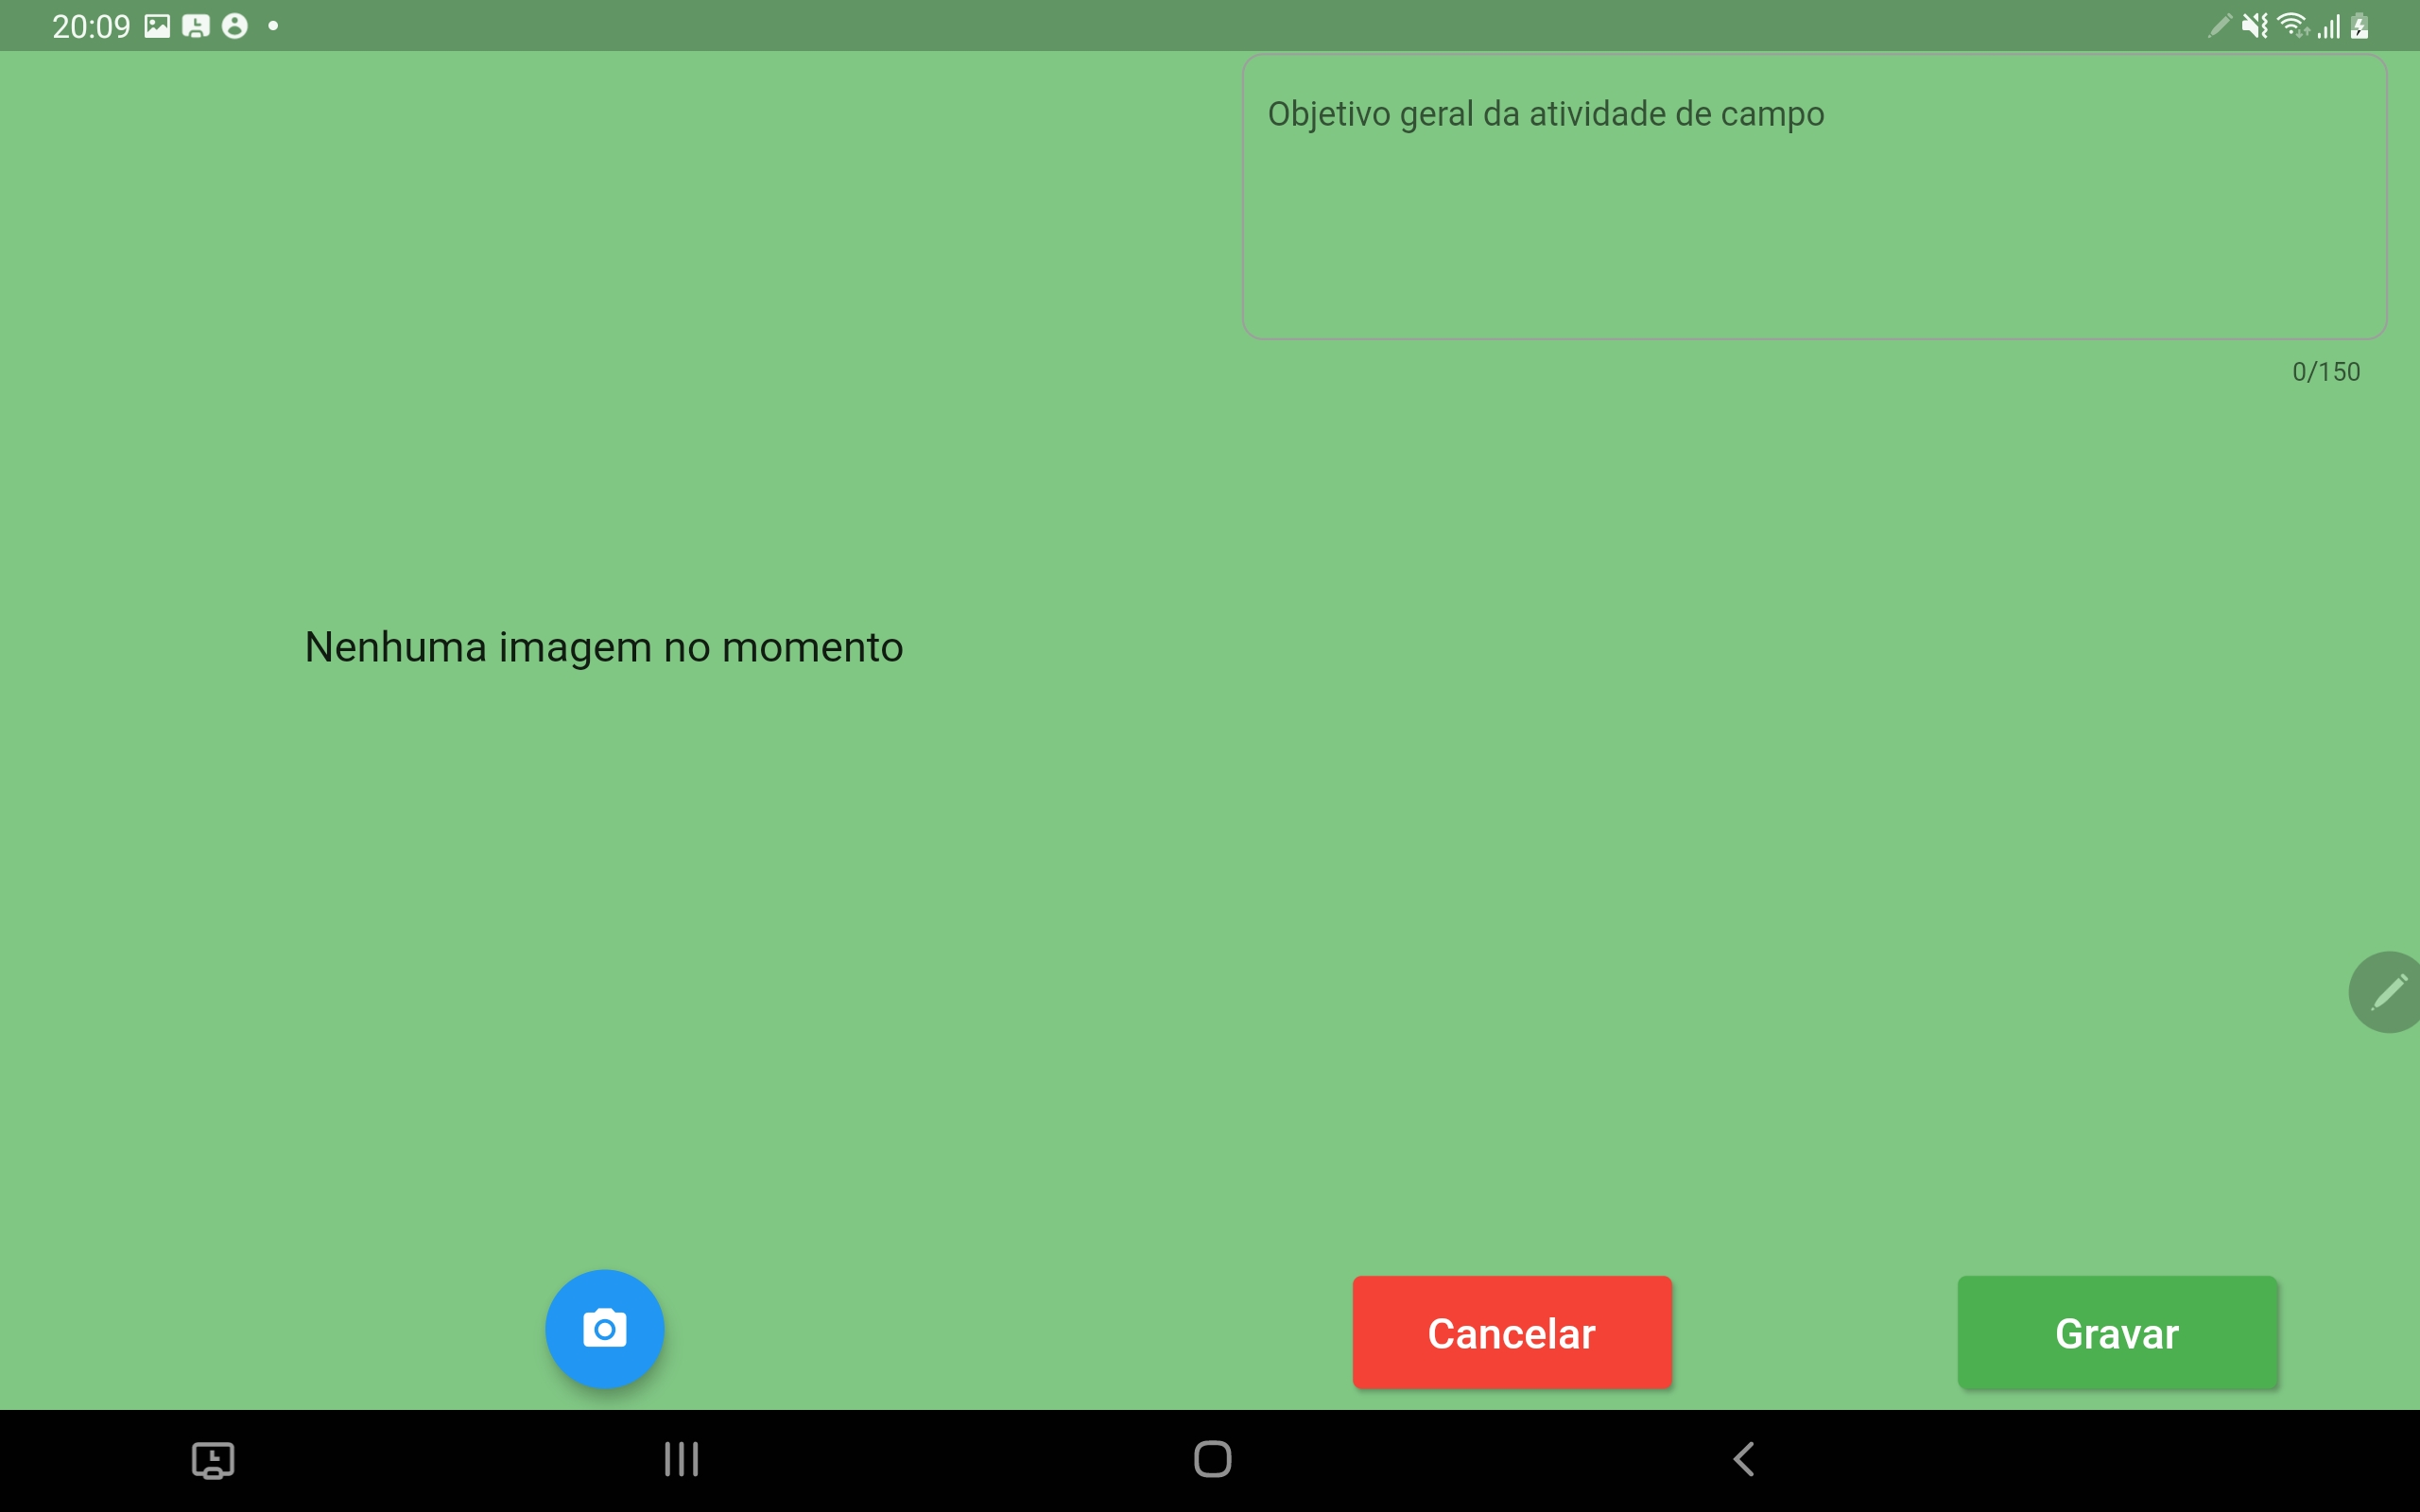 20:09
Objetivo geral da atividade de campo
0/150
Nenhuma imagem no momento
Cancelar
Gravar